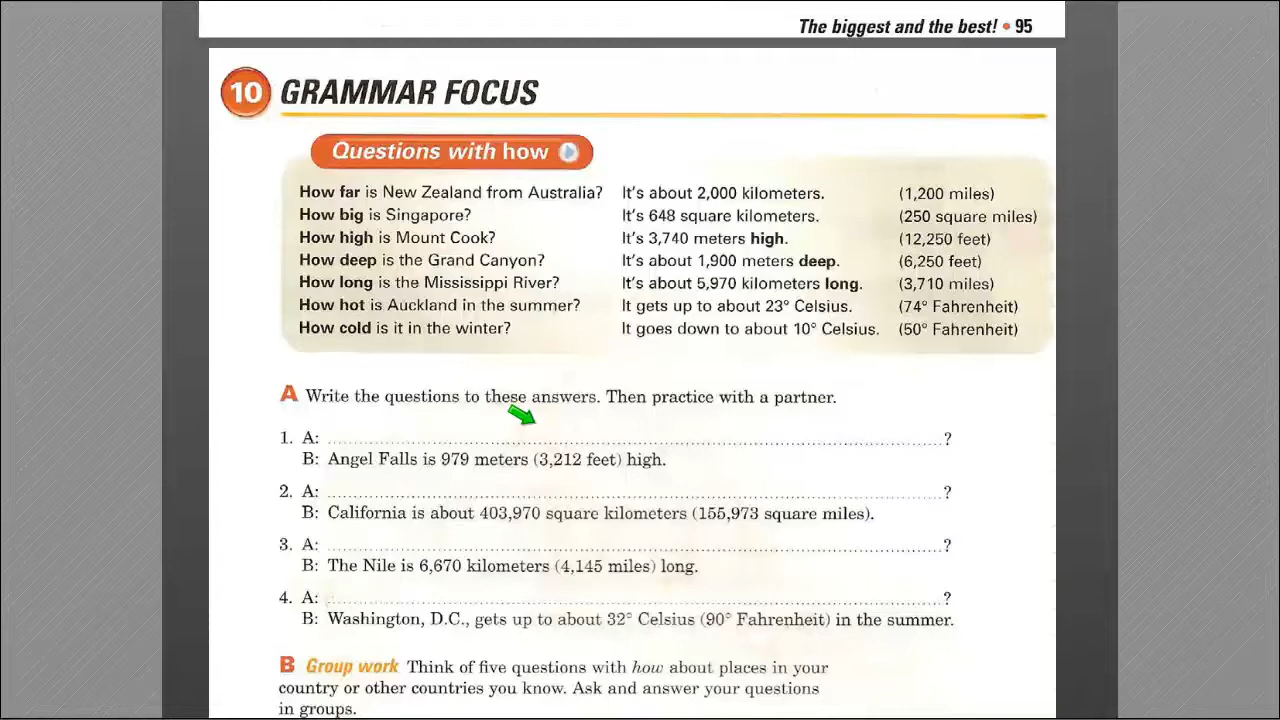 The biggest and the best! • 95
10 GRAMMAR FOCUS
Questions with how
How far is New Zealand from Australia? It's about 2,000 kilometers. (1,200 miles)
How big is Singapore? It's 648 square kilometers. (250 square miles)
How high is Mount Cook? It's 3,740 meters high. (12,250 feet)
How deep is the Grand Canyon? It's about 1,900 meters deep. (6,250 feet)
How long is the Mississippi River? It's about 5,970 kilometers long. (3,710 miles)
How hot is Auckland in the summer? It gets up to about 23° Celsius. (74° Fahrenheit)
How cold is it in the winter? It goes down to about 10° Celsius. (50° Fahrenheit)
A Write the questions to these answers. Then practice with a partner.
1. A: ........................................................................ ?
B: Angel Falls is 979 meters (3,212 feet) high.
2. A: ........................................................................ ?
B: California is about 403,970 square kilometers (155,973 square miles).
3. A: ........................................................................ ?
B: The Nile is 6,670 kilometers (4,145 miles) long.
4. A: ........................................................................ ?
B: Washington, D.C., gets up to about 32° Celsius (90° Fahrenheit) in the summer.
B Group work Think of five questions with how about places in your
country or other countries you know. Ask and answer your questions
in groups.